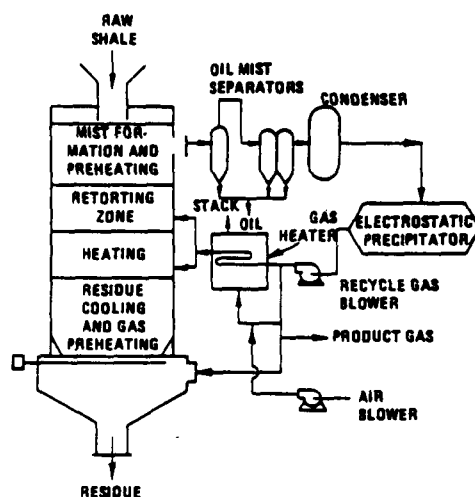 RAW
SHALE
OIL MIST
SEPARATORS
CONDENSER
MIST FOR-
MATION AND
PREHEATING
RETORTING
ZONE
STACK
OIL
GAS
HEATER
ELECTROSTATIC
PRECIPITATOR
HEATING
RECYCLE GAS
BLOWER
RESIDUE
COOLING
AND GAS
PREHEATING
PRODUCT GAS
AIR
BLOWER
RESIDUE